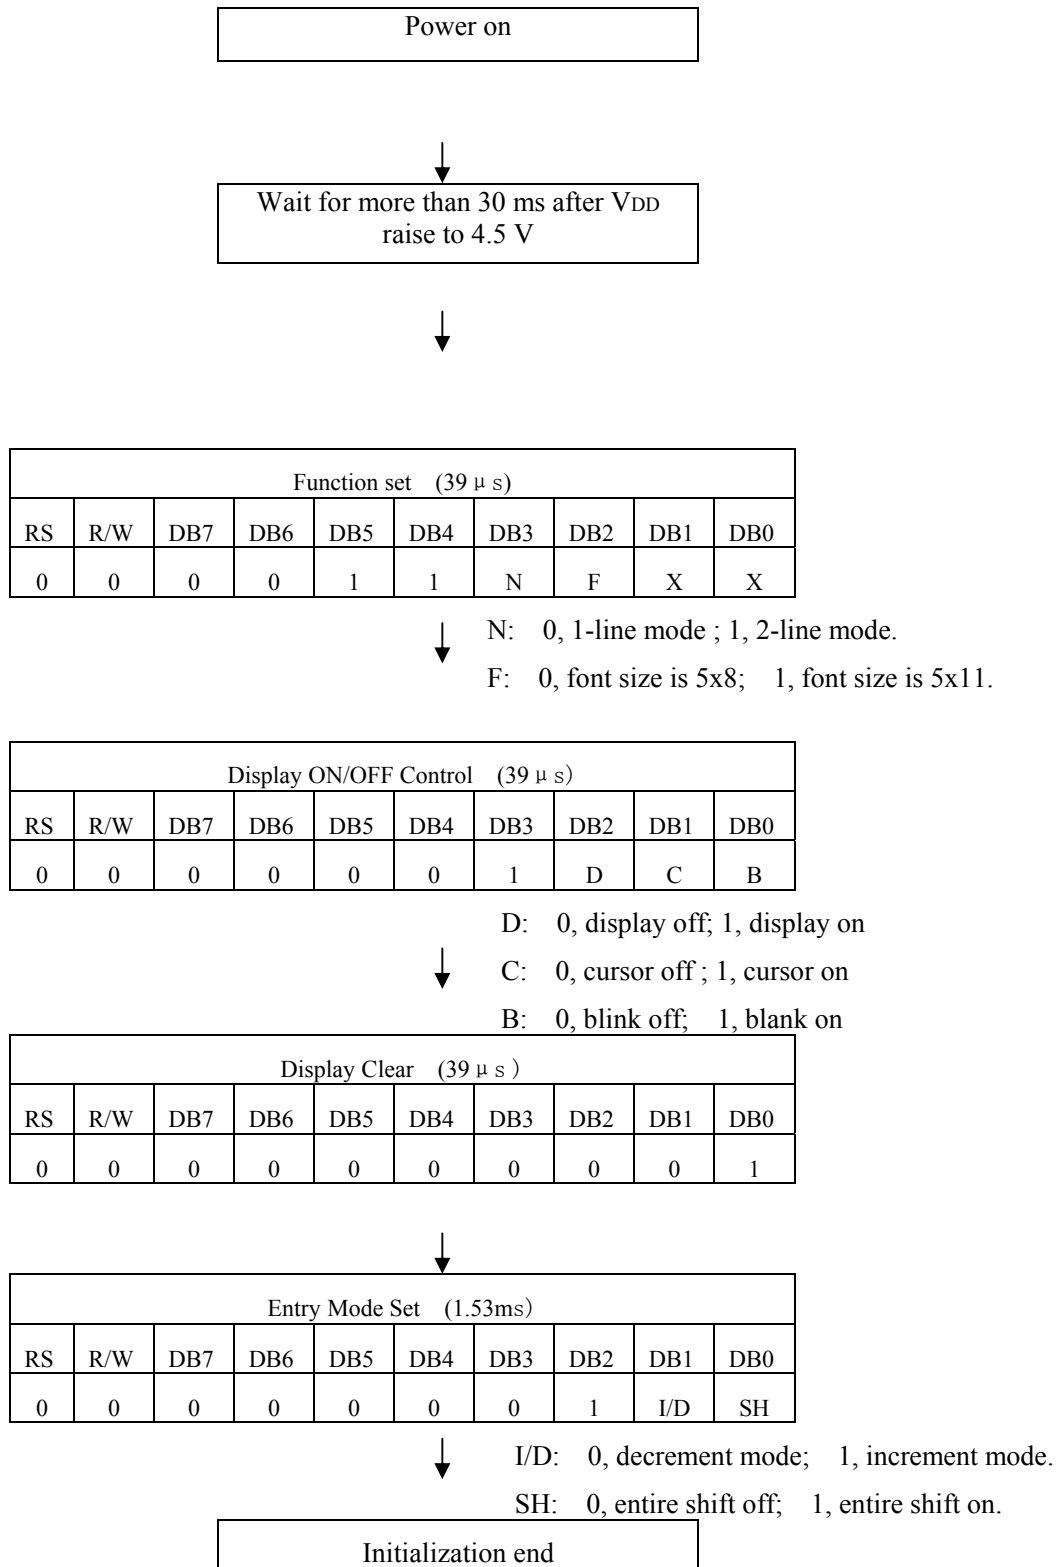 Power on
Wait for more than 30 ms after VDD
raise to 4.5 V
Function set (39μs)
RS R/W DB7 DB6 DB5 DB4 DB3 DB2 DB1 DB0
0 0 0 0 1 1 N F X X
N: 0, 1-line mode ; 1, 2-line mode.
F: 0, font size is 5x8; 1, font size is 5x11.
Display ON/OFF Control (39μs)
RS R/W DB7 DB6 DB5 DB4 DB3 DB2 DB1 DB0
0 0 0 0 0 0 1 D C B
D: 0, display off; 1, display on
C: 0, cursor off ; 1, cursor on
B: 0, blink off; 1, blank on
Display Clear (39μs)
RS R/W DB7 DB6 DB5 DB4 DB3 DB2 DB1 DB0
0 0 0 0 0 0 0 0 0 1
Entry Mode Set (1.53ms)
RS R/W DB7 DB6 DB5 DB4 DB3 DB2 DB1 DB0
0 0 0 0 0 0 0 1 I/D SH
I/D: 0, decrement mode; 1, increment mode.
SH: 0, entire shift off; 1, entire shift on.
Initialization end